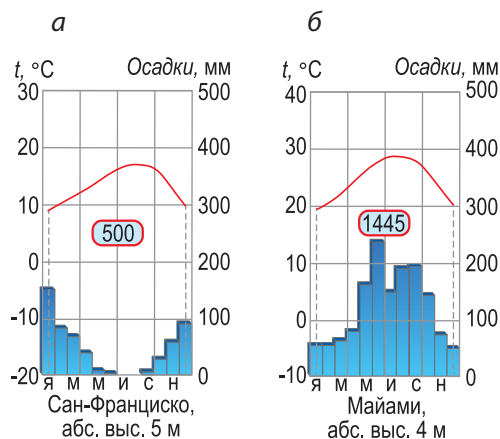 а
t, °C Осадки, мм
30 500
20 400
10 300
500
0 200
-10 100
-20 0
Я М М И С Н
Сан-Франциско,
абс. выс. 5 м
б
t, °C Осадки, мм
40 500
30 400
20 300
1445
10 200
0 100
-10 0
Я М М И С Н
Майами,
абс. выс. 4 м